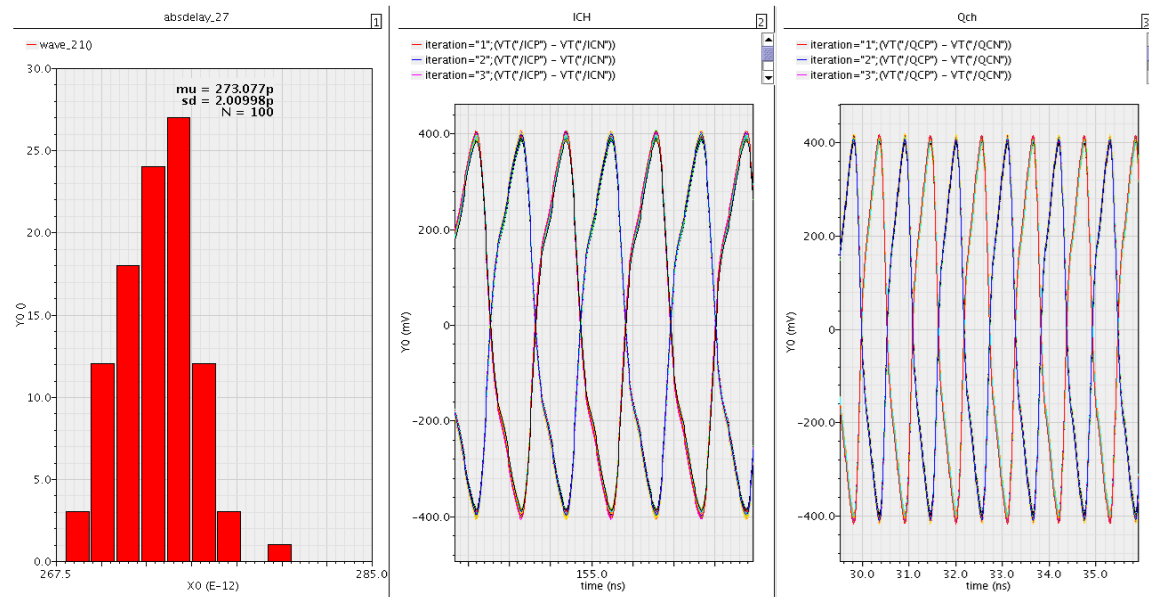 absdelay_27
1
wave_21()
mu = 273.077p
sd = 2.00998p
N = 100
30.0
25.0
20.0
15.0
10.0
5.0
0.0
Y0 ()
267.5
285.0
X0 (E-12)
ICH
2
iteration="1";(VT("/ICP") - VT("/ICN"))
iteration="2";(VT("/ICP") - VT("/ICN"))
iteration="3";(VT("/ICP") - VT("/ICN"))
400.0
200.0
0
-200.0
-400.0
Y0 (mV)
155.0
time (ns)
Qch
3
iteration="1";(VT("/QCP") - VT("/QCN"))
iteration="2";(VT("/QCP") - VT("/QCN"))
iteration="3";(VT("/QCP") - VT("/QCN"))
400.0
200.0
0
-200.0
-400.0
Y0 (mV)
30.0 31.0 32.0 33.0 34.0 35.0
time (ns)